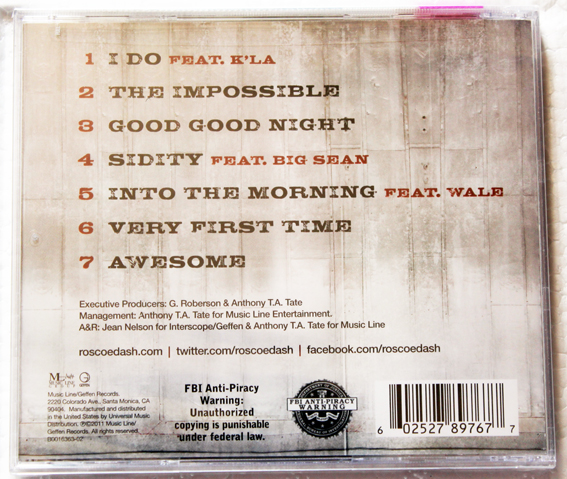 1 I DO FEAT. K'LA
2 THE IMPOSSIBLE
3 GOOD GOOD NIGHT
4 SIDITY FEAT. BIG SEAN
5 INTO THE MORNING FEAT. WALE
6 VERY FIRST TIME
7 AWESOME
Executive Producers: G. Roberson & Anthony T.A. Tate
Management: Anthony T.A. Tate for Music Line Entertainment.
A&R: Jean Nelson for Interscope/Geffen & Anthony T.A. Tate for Music Line
roscoedash.com | twitter.com/roscoedash | facebook.com/roscoedash
Music Line/Geffen Records.
2220 Colorado Ave., Santa Monica, CA
90404. Manufactured and distributed
in the United States by Universal Music
Distribution. ℗©2011 Music Line/
Geffen Records. All rights reserved.
B0016363-02
FBI Anti-Piracy
Warning:
Unauthorized
copying is punishable
under federal law.
FBI ANTI-PIRACY
WARNING
6 02527 89767 7